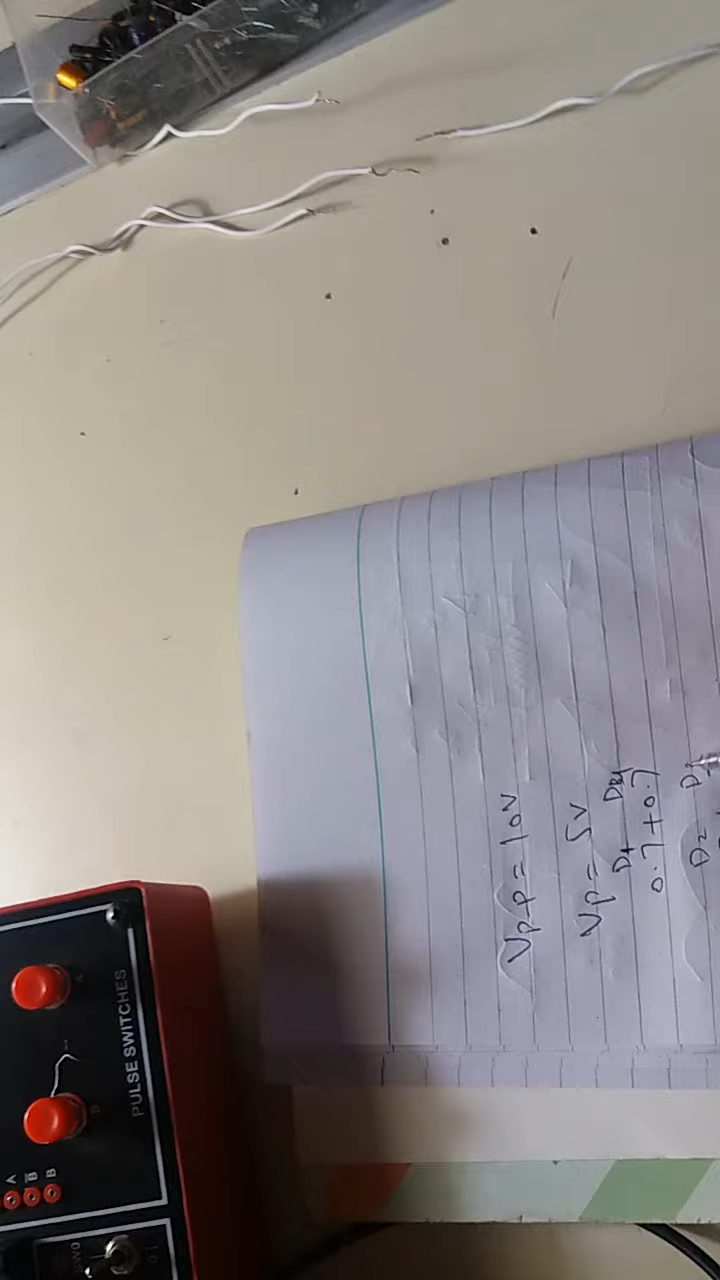 Vp-p = 10V
Vp = 5V
D1 D4
0.7 + 0.7
D2
PULSE SWITCHES
A
B̅
B